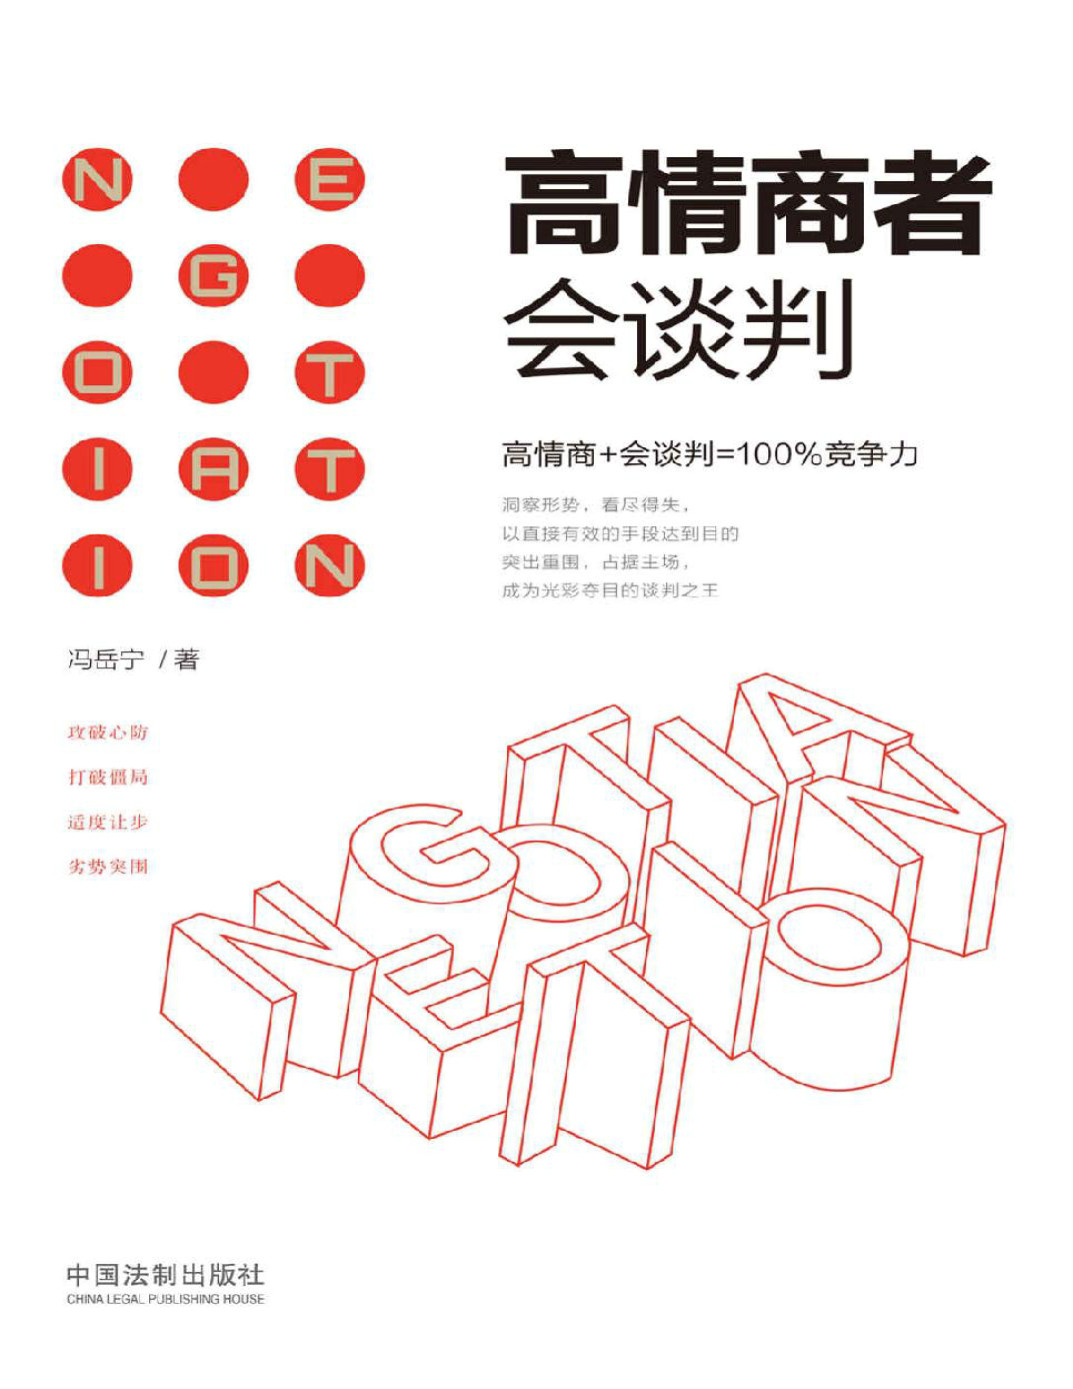 N E
G
O T
I A T
I O N
高情商者
会谈判
高情商+会谈判=100%竞争力
洞察形势，看尽得失，
以直接有效的手段达到目的
突出重围，占据主场，
成为光彩夺目的谈判之王
冯岳宁 / 著
攻破心防
打破僵局
适度让步
劣势突围
NEGOTIATION
中国法制出版社
CHINA LEGAL PUBLISHING HOUSE